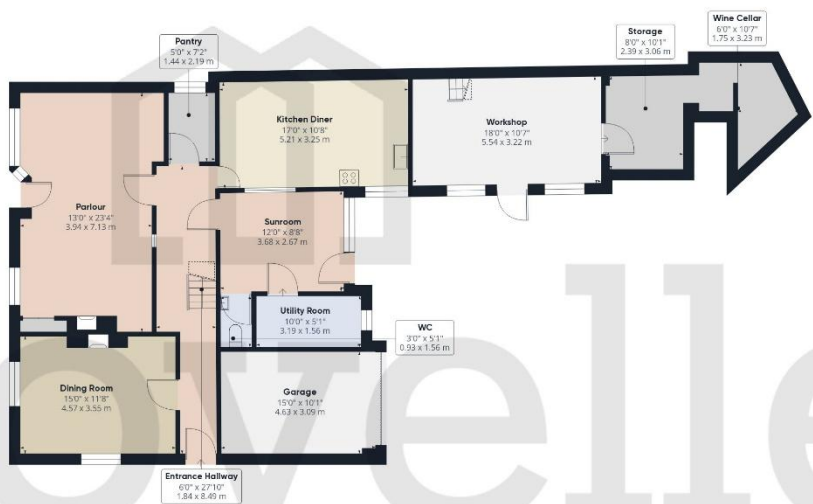 Pantry
5'0" x 7'2"
1.44 x 2.19 m
Storage
8'0" x 10'1"
2.39 x 3.06 m
Wine Cellar
6'0" x 10'7"
1.75 x 3.23 m
Kitchen Diner
17'0" x 10'8"
5.21 x 3.25 m
Workshop
18'0" x 10'7"
5.54 x 3.22 m
Parlour
13'0" x 23'4"
3.94 x 7.13 m
Sunroom
12'0" x 8'8"
3.68 x 2.67 m
Utility Room
10'0" x 5'1"
3.19 x 1.56 m
WC
3'0" x 5'1"
0.93 x 1.56 m
Dining Room
15'0" x 11'8"
4.57 x 3.55 m
Garage
15'0" x 10'1"
4.63 x 3.09 m
Entrance Hallway
6'0" x 27'10"
1.84 x 8.49 m
ovelle